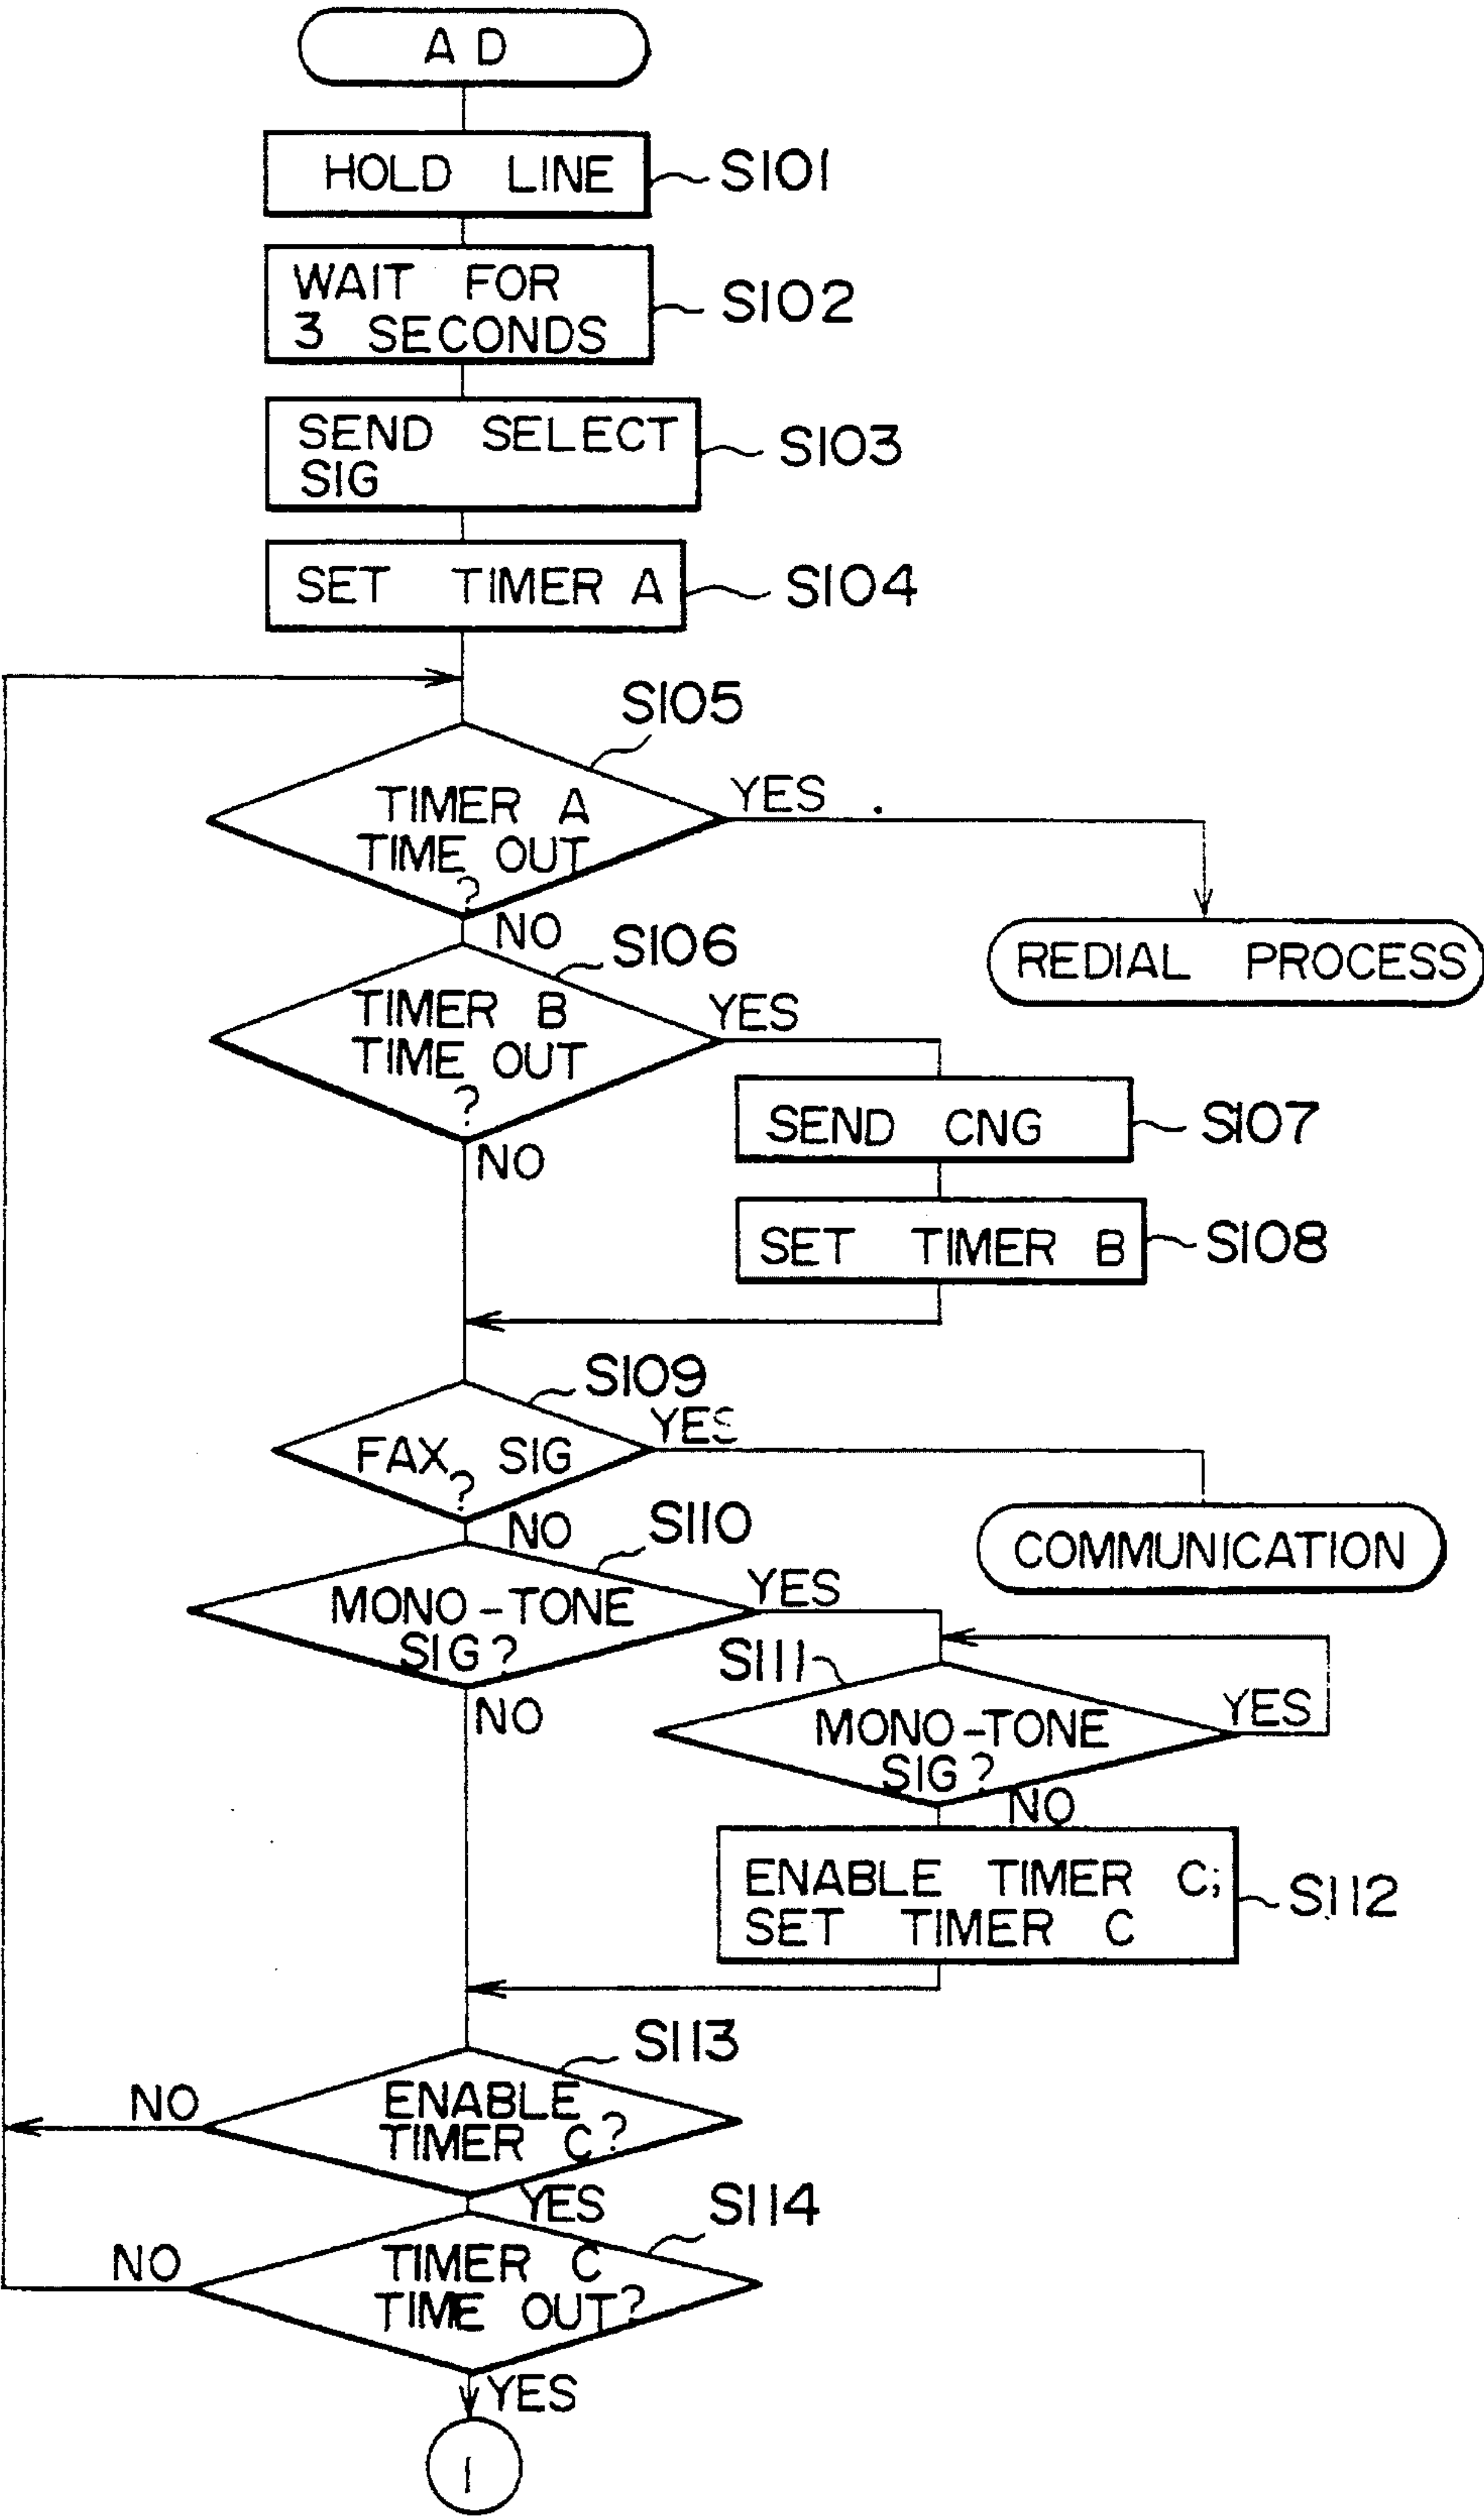 AD
HOLD LINE
S101
WAIT FOR
3 SECONDS
S102
SEND SELECT
SIG
S103
SET TIMER A
S104
S105
TIMER A
TIME OUT
?
YES
NO
REDIAL PROCESS
S106
TIMER B
TIME OUT
?
YES
NO
SEND CNG
S107
SET TIMER B
S108
S109
FAX SIG
?
YES
NO
COMMUNICATION
S110
MONO-TONE
SIG?
YES
NO
S111
MONO-TONE
SIG?
YES
NO
ENABLE TIMER C;
SET TIMER C
S112
S113
ENABLE
TIMER C?
NO
YES
S114
TIMER C
TIME OUT?
NO
YES
1